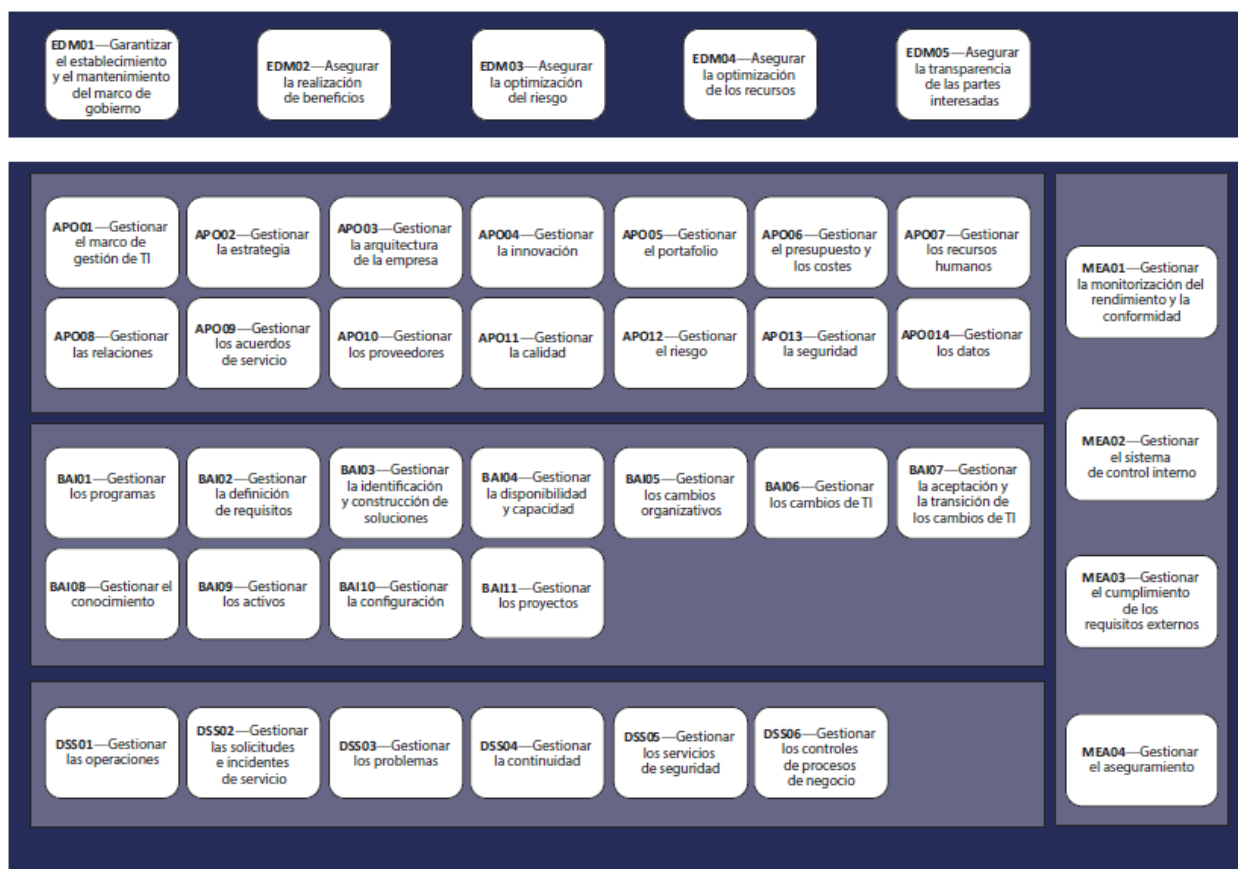 EDM01—Garantizar
el establecimiento
y el mantenimiento
del marco de
gobierno
EDM02—Asegurar
la realización
de beneficios
EDM03—Asegurar
la optimización
del riesgo
EDM04—Asegurar
la optimización
de los recursos
EDM05—Asegurar
la transparencia
de las partes
interesadas
APO01—Gestionar
el marco de
gestión de TI
APO02—Gestionar
la estrategia
APO03—Gestionar
la arquitectura
de la empresa
APO04—Gestionar
la innovación
APO05—Gestionar
el portafolio
APO06—Gestionar
el presupuesto y
los costes
APO07—Gestionar
los recursos
humanos
APO08—Gestionar
las relaciones
APO09—Gestionar
los acuerdos
de servicio
APO10—Gestionar
los proveedores
APO11—Gestionar
la calidad
APO12—Gestionar
el riesgo
APO13—Gestionar
la seguridad
APO014—Gestionar
los datos
BAI01—Gestionar
los programas
BAI02—Gestionar
la definición
de requisitos
BAI03—Gestionar
la identificación
y construcción de
soluciones
BAI04—Gestionar
la disponibilidad
y capacidad
BAI05—Gestionar
los cambios
organizativos
BAI06—Gestionar
los cambios de TI
BAI07—Gestionar
la aceptación y
la transición de
los cambios de TI
BAI08—Gestionar el
conocimiento
BAI09—Gestionar
los activos
BAI10—Gestionar
la configuración
BAI11—Gestionar
los proyectos
DSS01—Gestionar
las operaciones
DSS02—Gestionar
las solicitudes
e incidentes
de servicio
DSS03—Gestionar
los problemas
DSS04—Gestionar
la continuidad
DSS05—Gestionar
los servicios
de seguridad
DSS06—Gestionar
los controles
de procesos
de negocio
MEA01—Gestionar
la monitorización del
rendimiento y la
conformidad
MEA02—Gestionar
el sistema
de control interno
MEA03—Gestionar
el cumplimiento
de los
requisitos externos
MEA04—Gestionar
el aseguramiento